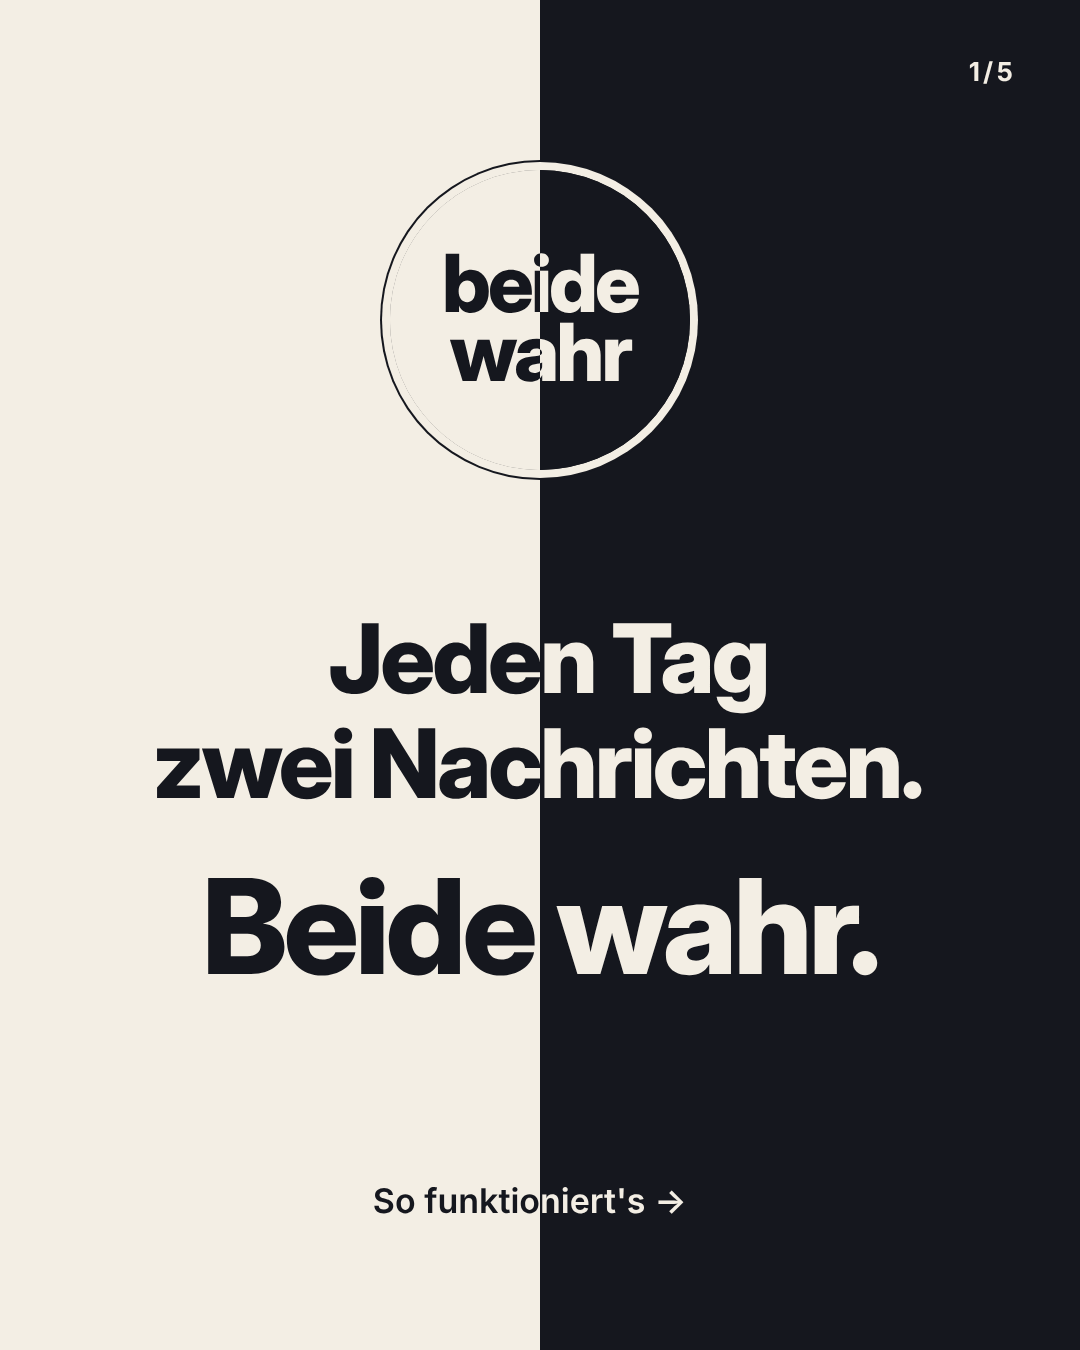 1/5
beide
wahr
Jeden Tag
zwei Nachrichten.
Beide wahr.
So funktioniert's →